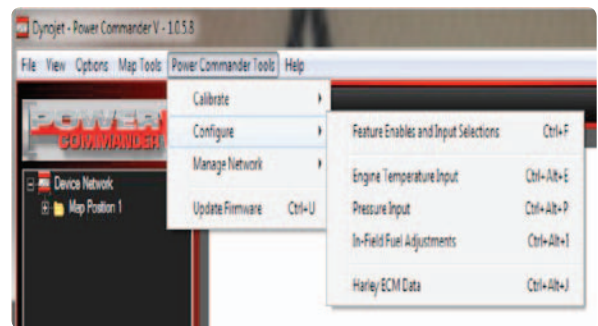 Dynojet - Power Commander V - 1.0.5.8
File View Options Map Tools Power Commander Tools Help
Calibrate
Configure
Manage Network
Update Firmware Ctrl+U
Feature Enables and Input Selections Ctrl+F
Engine Temperature Input Ctrl+Alt+E
Pressure Input Ctrl+Alt+P
In-Field Fuel Adjustments Ctrl+Alt+I
Harley ECM Data Ctrl+Alt+J
POWER
COMMANDER
Device Network
Map Position 1